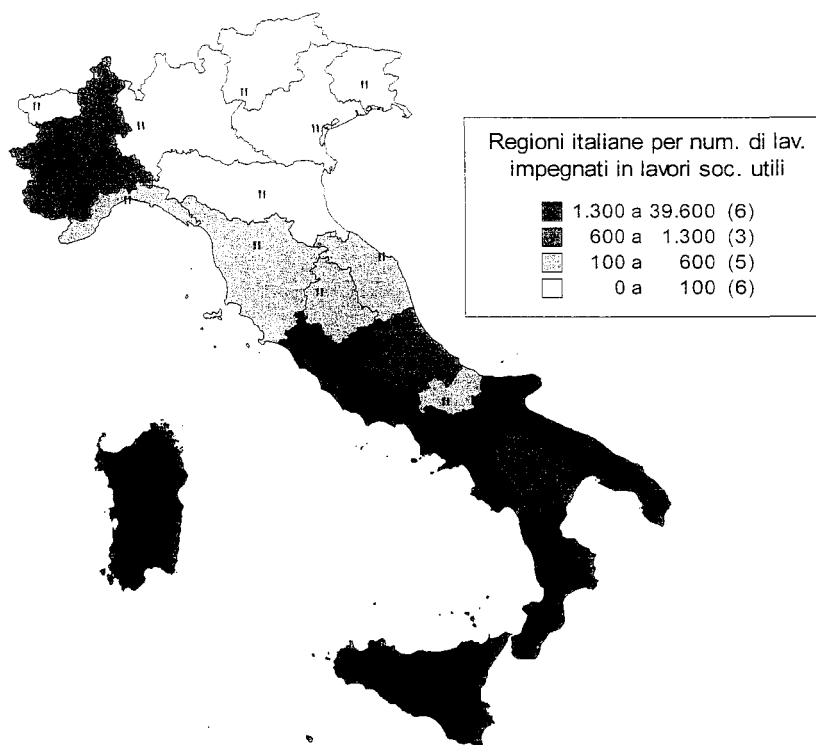 Regioni italiane per num. di lav.
impegnati in lavori soc. utili
1.300 a 39.600 (6)
600 a 1.300 (3)
100 a 600 (5)
0 a 100 (6)